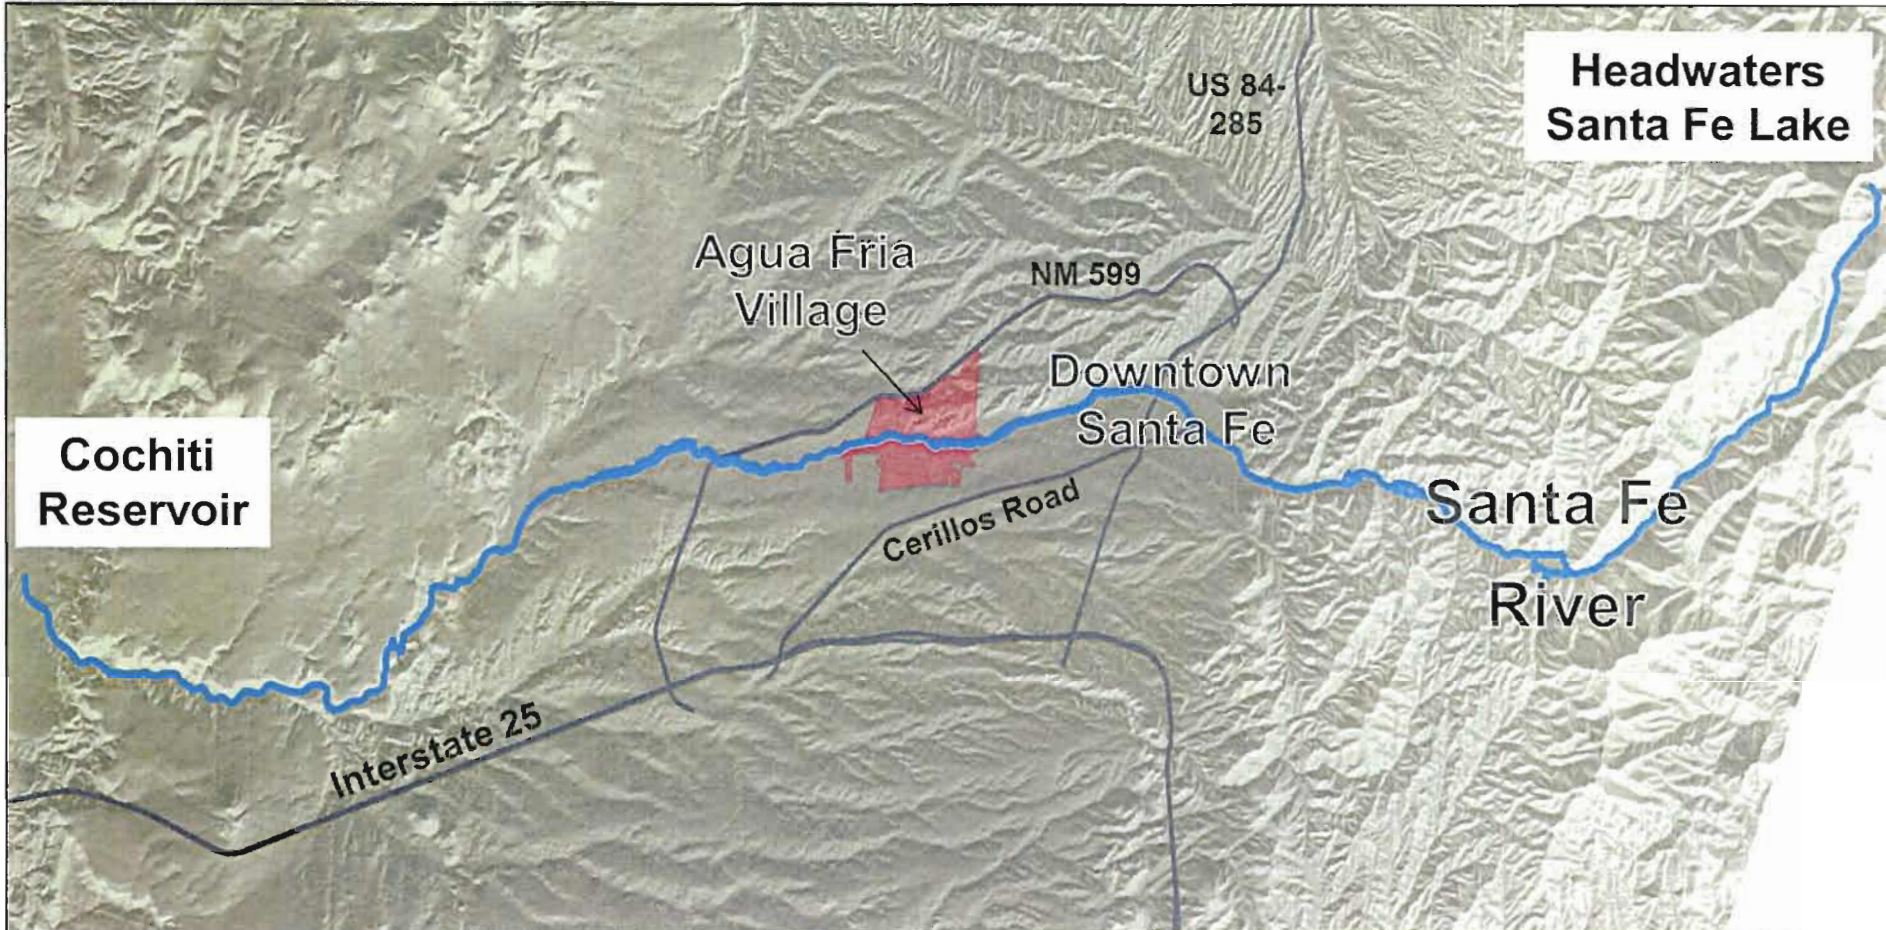 US 84-
285
Headwaters
Santa Fe Lake
Agua Fria
Village
NM 599
Downtown
Santa Fe
Cochiti
Reservoir
Cerillos Road
Santa Fe
River
Interstate 25